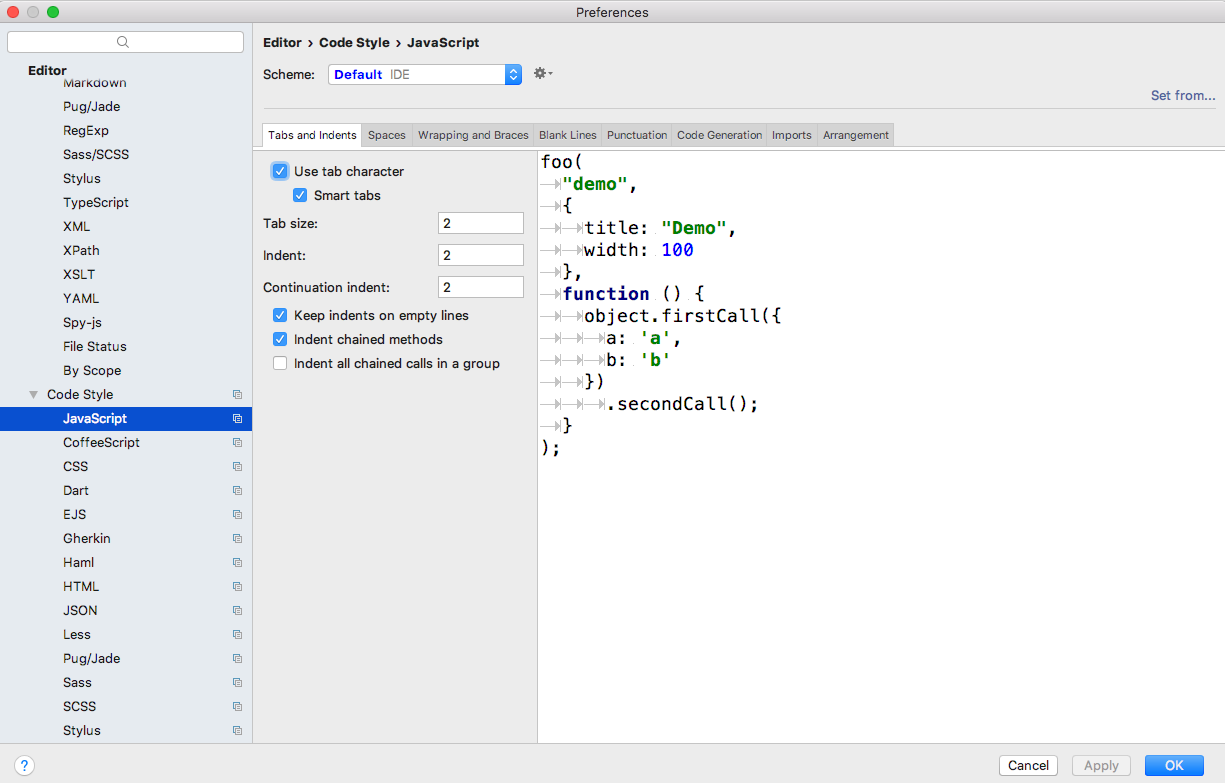 Preferences
Editor
Markdown
Pug/Jade
RegExp
Sass/SCSS
Stylus
TypeScript
XML
XPath
XSLT
YAML
Spy-js
File Status
By Scope
Code Style
JavaScript
CoffeeScript
CSS
Dart
EJS
Gherkin
Haml
HTML
JSON
Less
Pug/Jade
Sass
SCSS
Stylus
Editor › Code Style › JavaScript
Scheme: Default IDE
Set from...
Tabs and Indents Spaces Wrapping and Braces Blank Lines Punctuation Code Generation Imports Arrangement
Use tab character
Smart tabs
Tab size: 2
Indent: 2
Continuation indent: 2
Keep indents on empty lines
Indent chained methods
Indent all chained calls in a group
foo(
"demo",
{
title: "Demo",
width: 100
},
function () {
object.firstCall({
a: 'a',
b: 'b'
})
.secondCall();
}
);
?
Cancel Apply OK